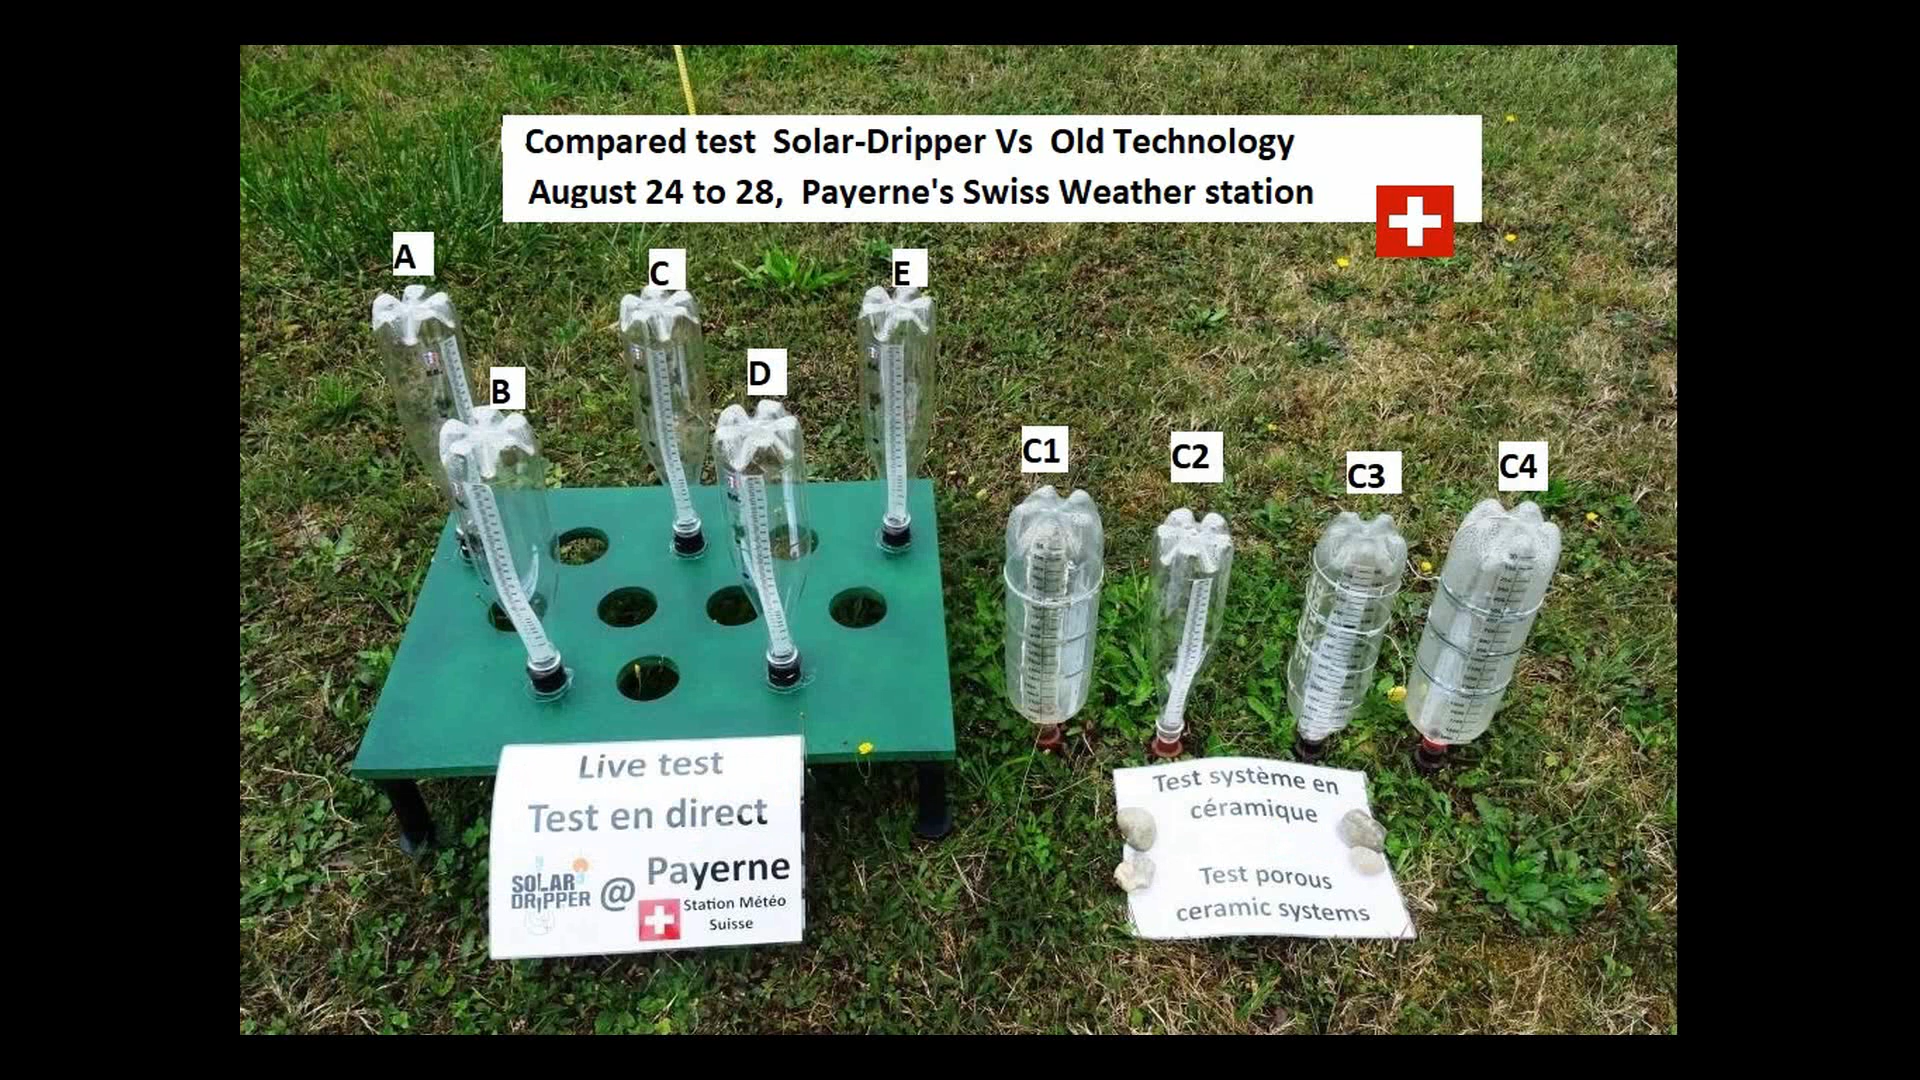 Compared test Solar-Dripper Vs Old Technology
August 24 to 28, Payerne's Swiss Weather station
A
C
E
B
D
C1
C2
C3
C4
Live test
Test en direct
SOLAR
DRIPPER
@
Payerne
Station Météo
Suisse
Test système en
céramique
Test porous
ceramic systems